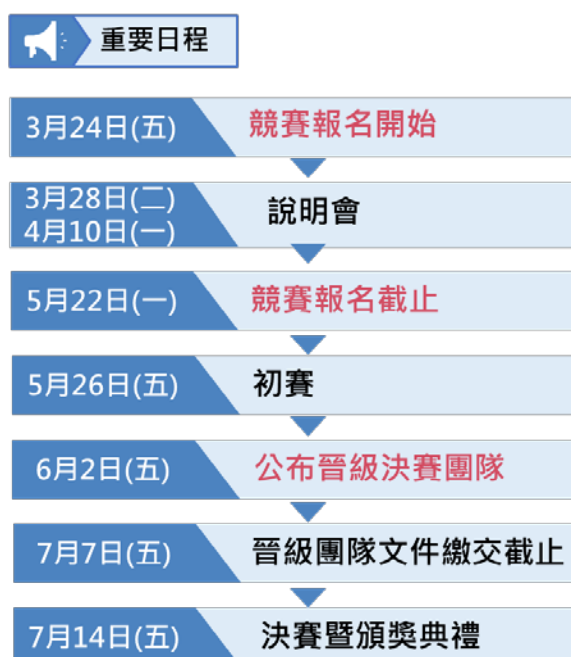 重要日程
3月24日(五) 競賽報名開始
3月28日(二)
4月10日(一)
說明會
5月22日(一) 競賽報名截止
5月26日(五) 初賽
6月2日(五) 公布晉級決賽團隊
7月7日(五) 晉級團隊文件繳交截止
7月14日(五) 決賽暨頒獎典禮